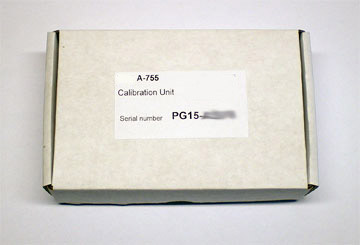 A-755
Calibration Unit
Serial number PG15-